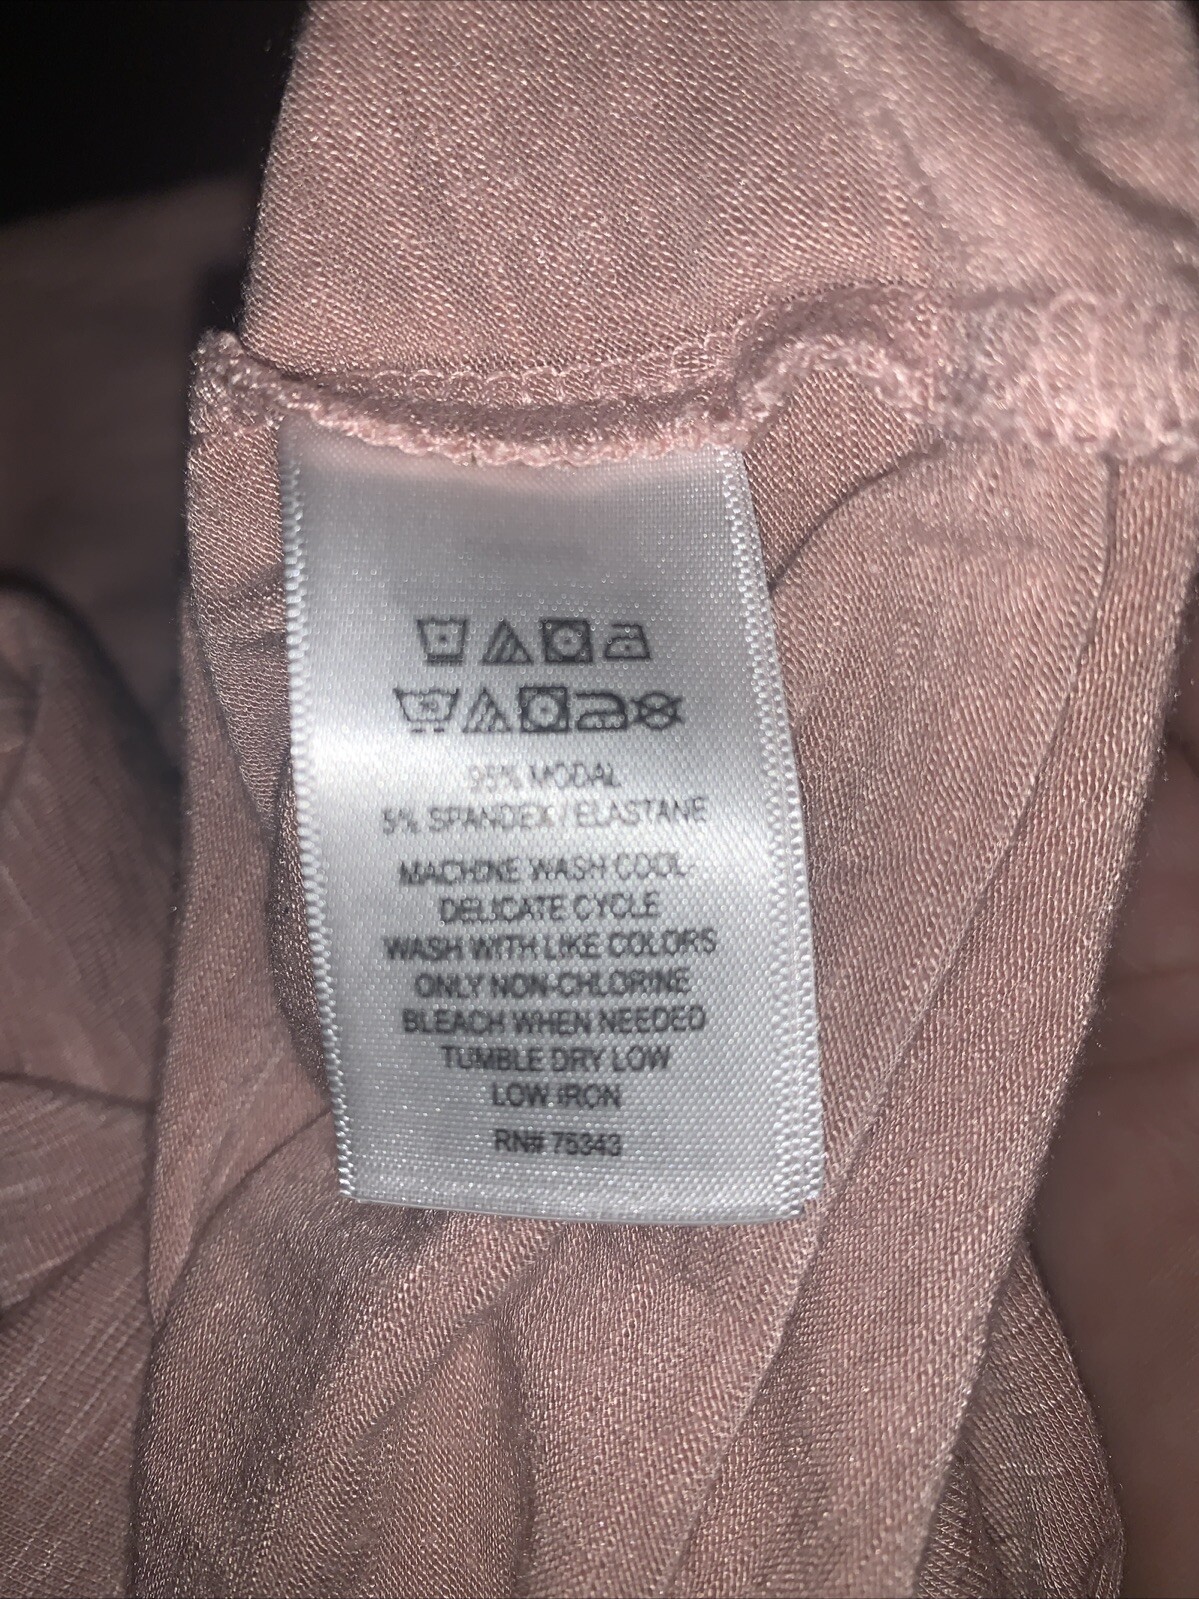 95% MODAL
5% SPANDEX / ELASTANE
MACHINE WASH COOL-
DELICATE CYCLE
WASH WITH LIKE COLORS
ONLY NON-CHLORINE
BLEACH WHEN NEEDED
TUMBLE DRY LOW
LOW IRON
RN# 75343